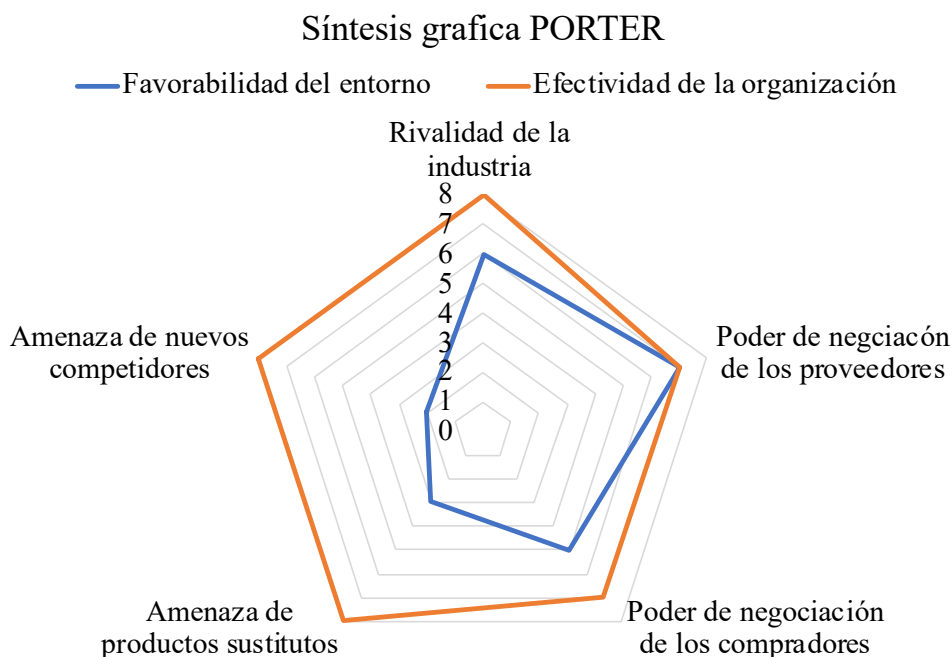 Síntesis grafica PORTER
Favorabilidad del entorno
Efectividad de la organización
Rivalidad de la
industria
8
7
6
5
4
3
2
1
0
Poder de negciacón
de los proveedores
Poder de negociación
de los compradores
Amenaza de
productos sustitutos
Amenaza de nuevos
competidores